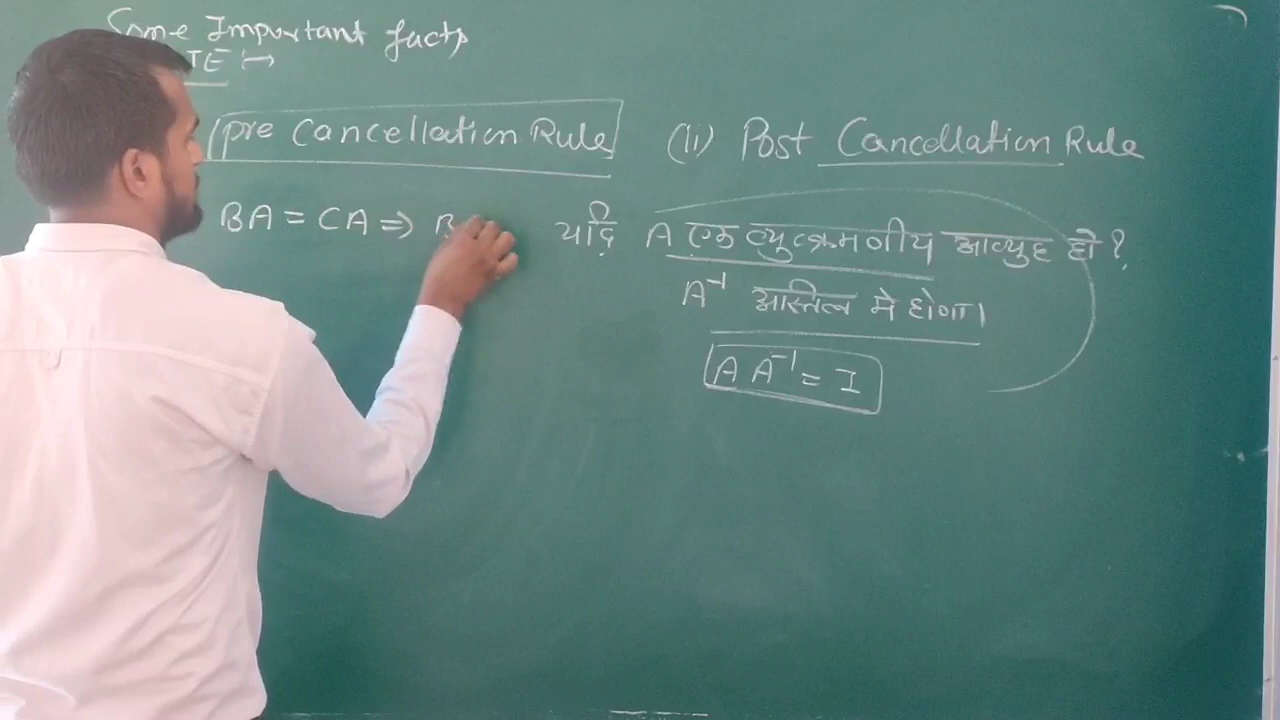 Some Important facts
TE :→
pre Cancellation Rule (ii) Post Cancellation Rule
BA = CA ⇒ B यदि A एक व्युत्क्रमणीय आव्युह हो ?
A⁻¹ अस्तित्व मे होगा।
A A⁻¹ = I